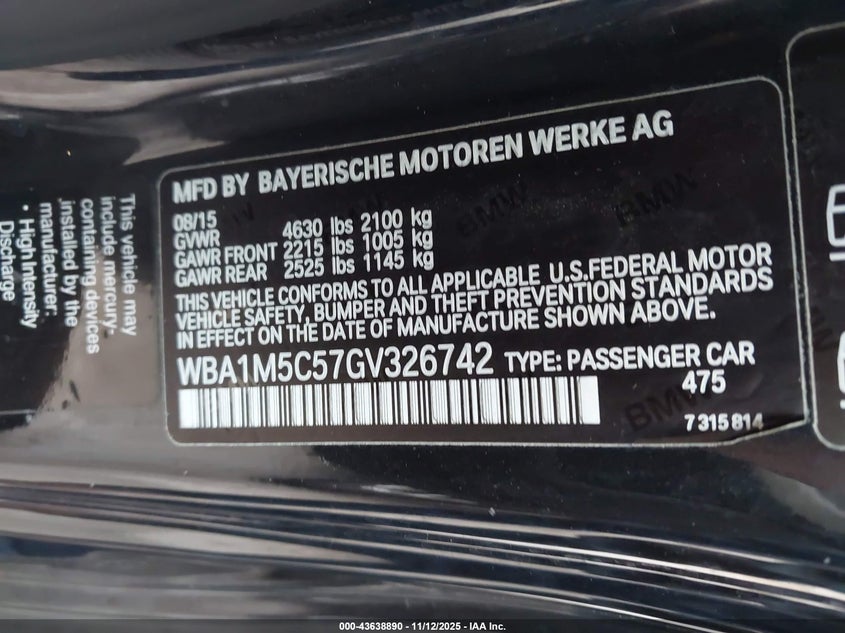 MFD BY BAYERISCHE MOTOREN WERKE AG
08/15
GVWR 4630 lbs 2100 kg
GAWR FRONT 2215 lbs 1005 kg
GAWR REAR 2525 lbs 1145 kg
THIS VEHICLE CONFORMS TO ALL APPLICABLE U.S.FEDERAL MOTOR
VEHICLE SAFETY, BUMPER AND THEFT PREVENTION STANDARDS
IN EFFECT ON THE DATE OF MANUFACTURE SHOWN ABOVE.
WBA1M5C57GV326742 TYPE: PASSENGER CAR
475
7 315 814
BMW
BMW
BMW
This vehicle may
include mercury-
containing devices
installed by the
manufacturer:
• High Intensity
Discharge
000-43638890 - 11/12/2025 - IAA Inc.